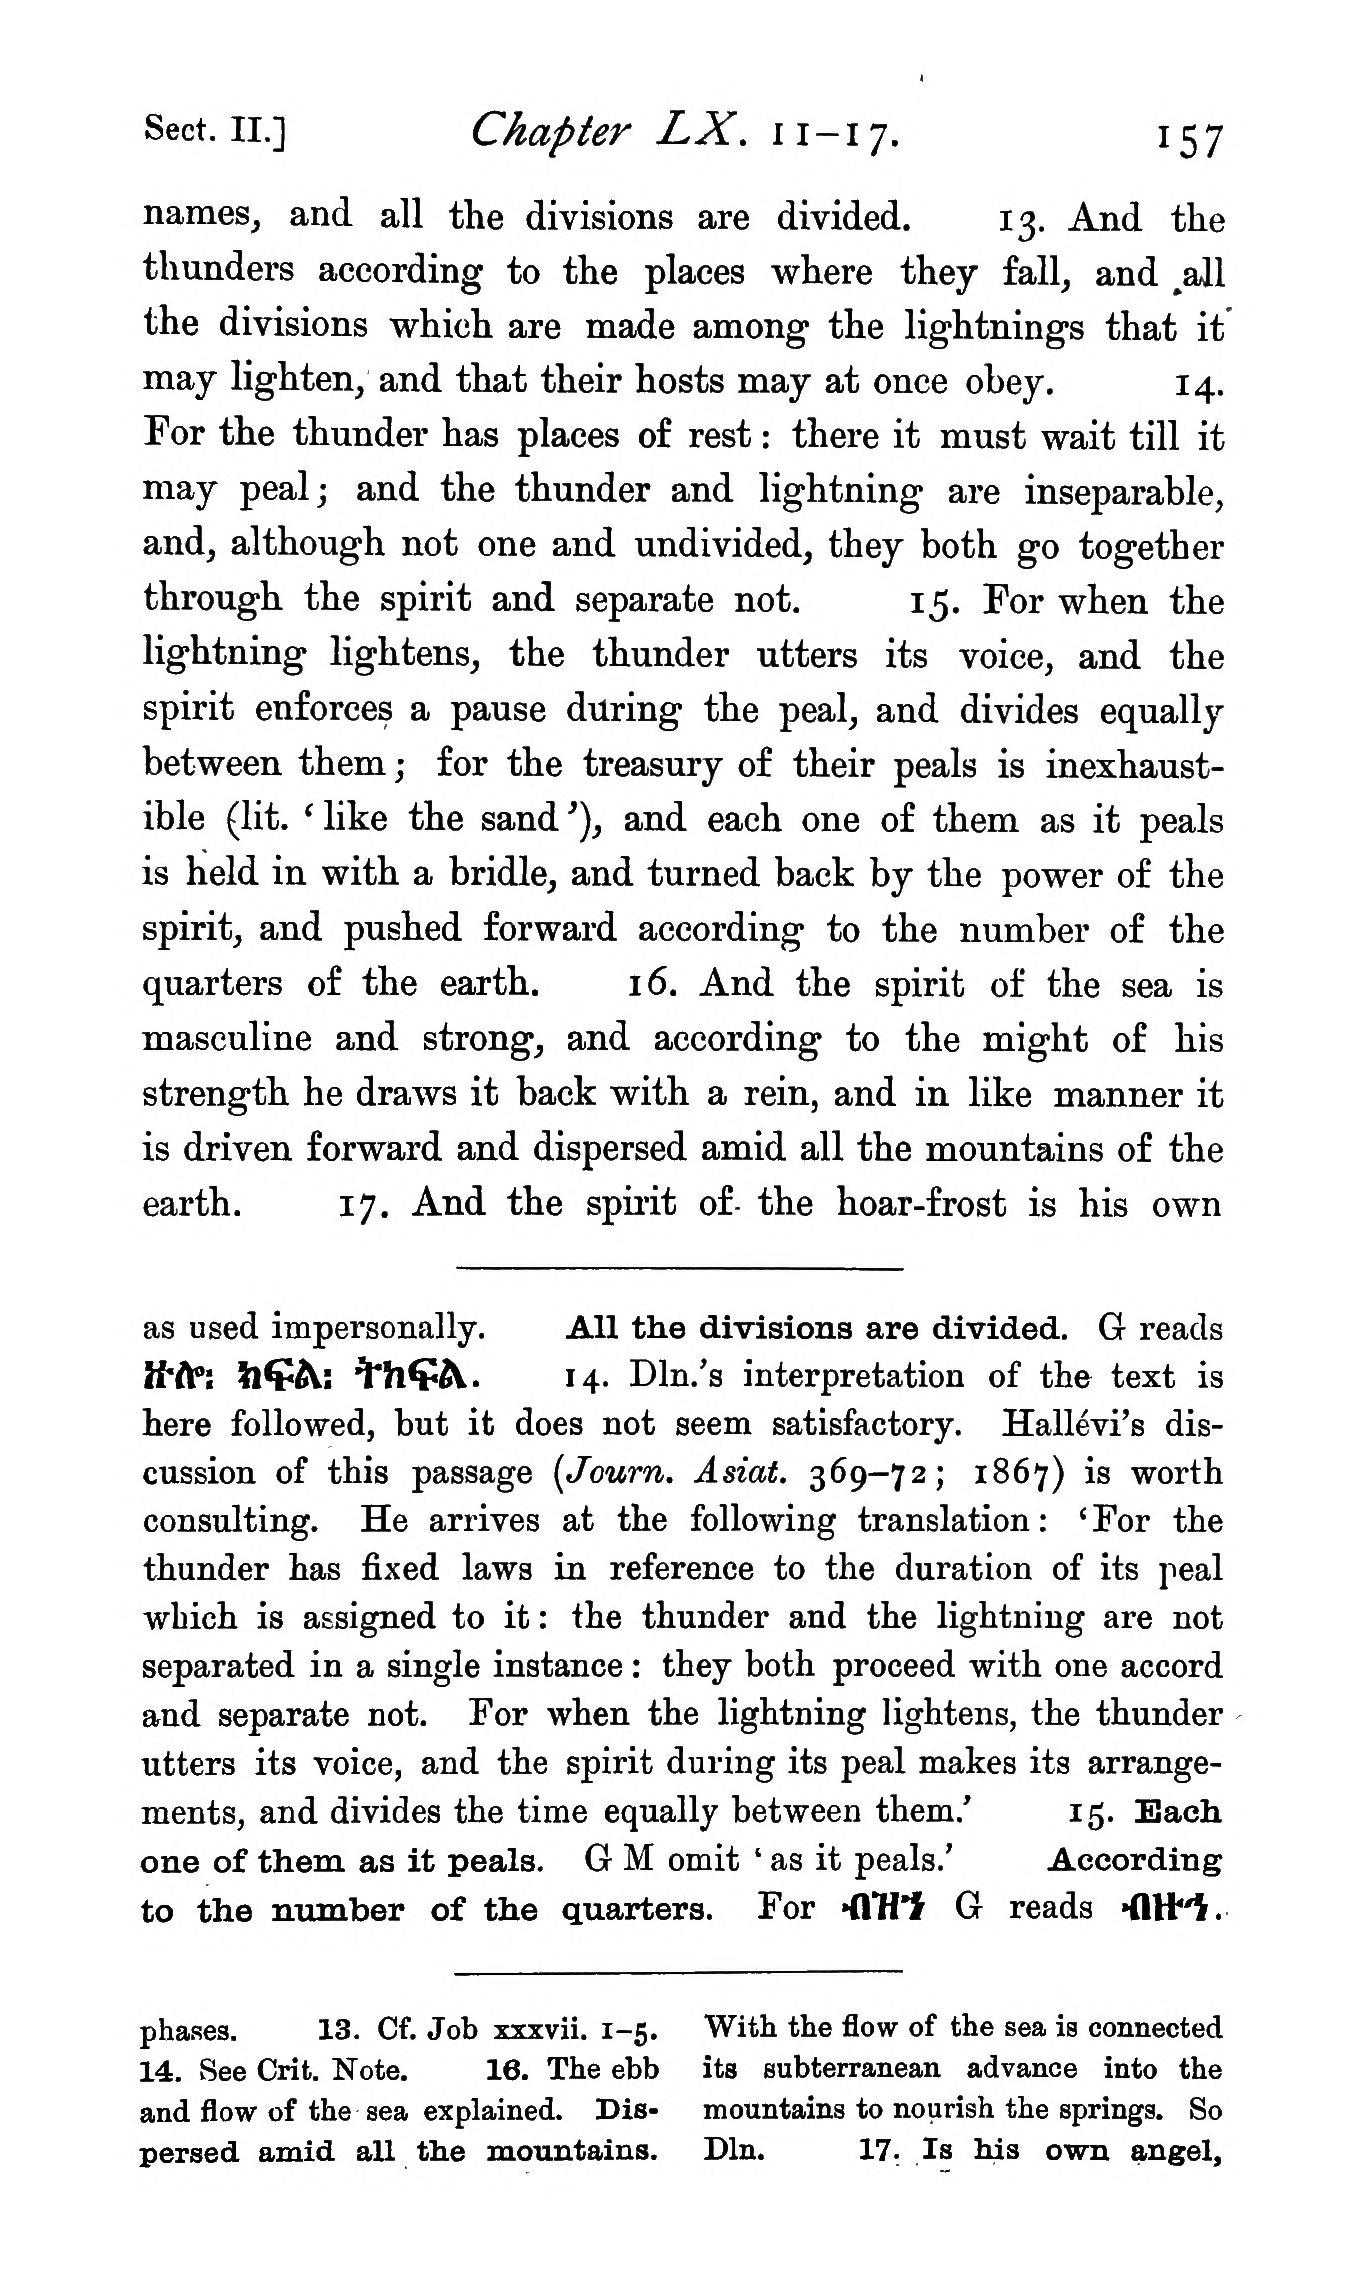 Sect. II.] Chapter LX. 11–17. 157
names, and all the divisions are divided. 13. And the
thunders according to the places where they fall, and all
the divisions which are made among the lightnings that it
may lighten, and that their hosts may at once obey. 14.
For the thunder has places of rest : there it must wait till it
may peal ; and the thunder and lightning are inseparable,
and, although not one and undivided, they both go together
through the spirit and separate not. 15. For when the
lightning lightens, the thunder utters its voice, and the
spirit enforces a pause during the peal, and divides equally
between them ; for the treasury of their peals is inexhaust-
ible (lit. ‘ like the sand ’), and each one of them as it peals
is held in with a bridle, and turned back by the power of the
spirit, and pushed forward according to the number of the
quarters of the earth. 16. And the spirit of the sea is
masculine and strong, and according to the might of his
strength he draws it back with a rein, and in like manner it
is driven forward and dispersed amid all the mountains of the
earth. 17. And the spirit of the hoar-frost is his own
as used impersonally. All the divisions are divided. G reads
ዙሎ፡ ክፍል፡ ትከፍል. 14. Dln.’s interpretation of the text is
here followed, but it does not seem satisfactory. Hallévi’s dis-
cussion of this passage (Journ. Asiat. 369–72 ; 1867) is worth
consulting. He arrives at the following translation : ‘For the
thunder has fixed laws in reference to the duration of its peal
which is assigned to it : the thunder and the lightning are not
separated in a single instance : they both proceed with one accord
and separate not. For when the lightning lightens, the thunder
utters its voice, and the spirit during its peal makes its arrange-
ments, and divides the time equally between them.’ 15. Each
one of them as it peals. G M omit ‘ as it peals.’ According
to the number of the quarters. For ብዝኀ G reads ብዙኅ.
phases. 13. Cf. Job xxxvii. 1–5.
14. See Crit. Note. 16. The ebb
and flow of the sea explained. Dis-
persed amid all the mountains.
With the flow of the sea is connected
its subterranean advance into the
mountains to nourish the springs. So
Dln. 17. Is his own angel,